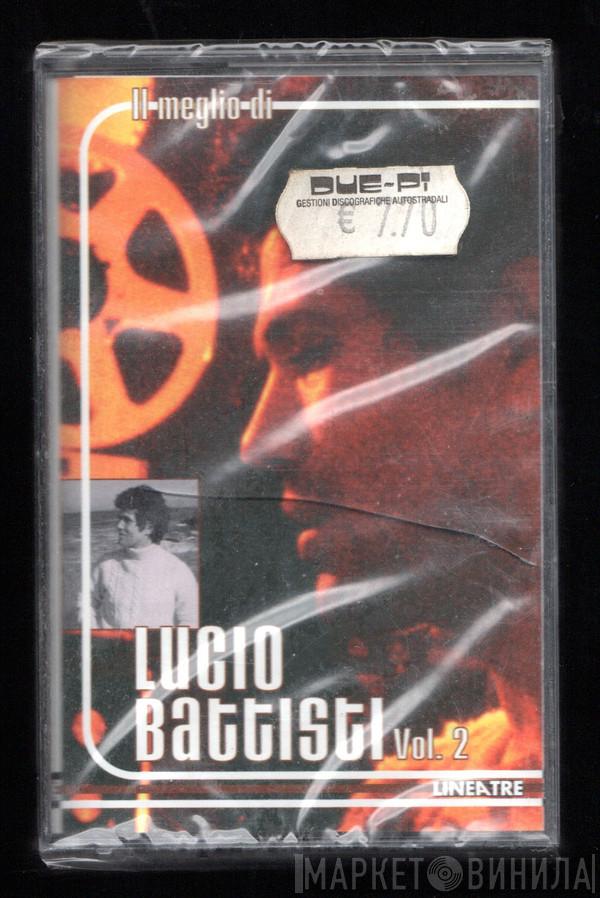 Il meglio di
DUE-Pi
GESTIONI DISCOGRAFICHE AUTOSTRADALI
€ 7.70
LUCIO
BattistI Vol. 2
LINEATRE
МАРКЕТ ВИНИЛА